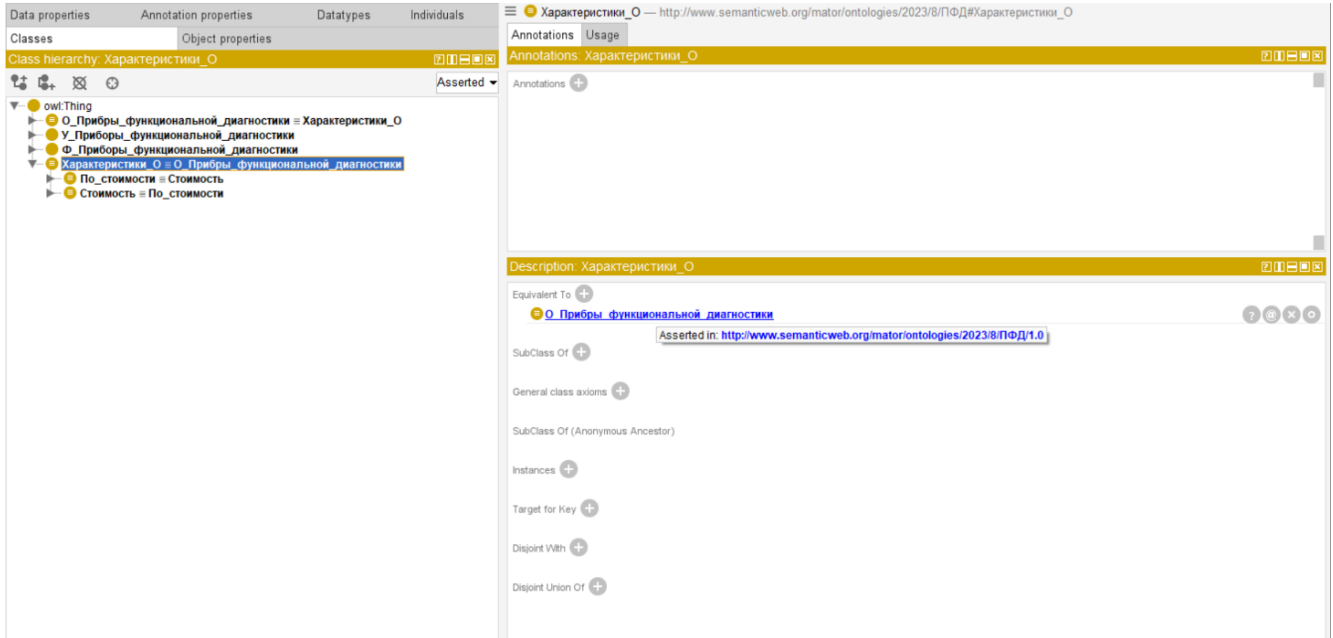 Data properties Annotation properties Datatypes Individuals
Classes Object properties
Class hierarchy: Характеристики_О
Asserted
owl:Thing
О_Прибры_функциональной_диагностики ≡ Характеристики_О
У_Приборы_функциональной_диагностики
Ф_Приборы_функциональной_диагностики
Характеристики_О ≡ О_Прибры_функциональной_диагностики
По_стоимости ≡ Стоимость
Стоимость ≡ По_стоимости
Характеристики_О — http://www.semanticweb.org/mator/ontologies/2023/8/ПФД#Характеристики_О
Annotations Usage
Annotations: Характеристики_О
Annotations
Description: Характеристики_О
Equivalent To
О_Прибры_функциональной_диагностики
Asserted in: http://www.semanticweb.org/mator/ontologies/2023/8/ПФД/1.0
SubClass Of
General class axioms
SubClass Of (Anonymous Ancestor)
Instances
Target for Key
Disjoint With
Disjoint Union Of